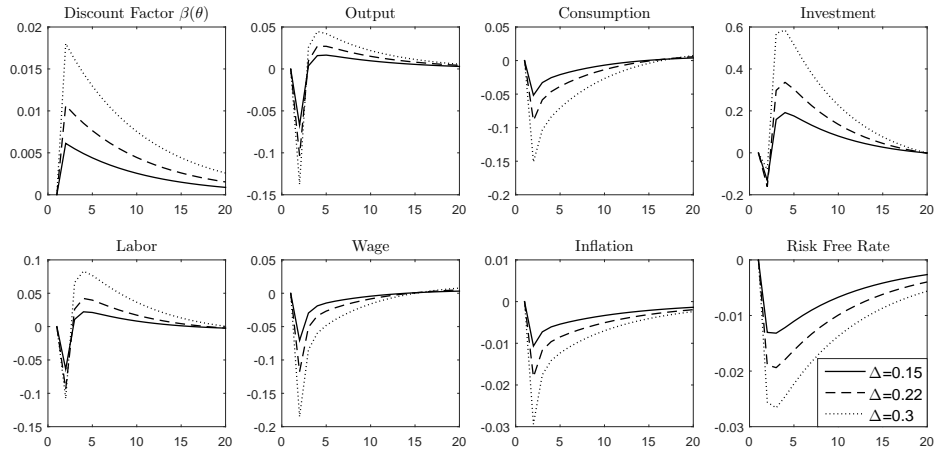 Discount Factor β(θ)
0.02
0.015
0.01
0.005
0
0 5 10 15 20
Output
0.05
0
-0.05
-0.1
-0.15
0 5 10 15 20
Consumption
0.05
0
-0.05
-0.1
-0.15
-0.2
0 5 10 15 20
Investment
0.6
0.4
0.2
0
-0.2
0 5 10 15 20
Labor
0.1
0.05
0
-0.05
-0.1
-0.15
0 5 10 15 20
Wage
0.05
0
-0.05
-0.1
-0.15
-0.2
0 5 10 15 20
Inflation
0.01
0
-0.01
-0.02
-0.03
0 5 10 15 20
Risk Free Rate
0
-0.01
-0.02
-0.03
0 5 10 15 20
Δ=0.15
Δ=0.22
Δ=0.3